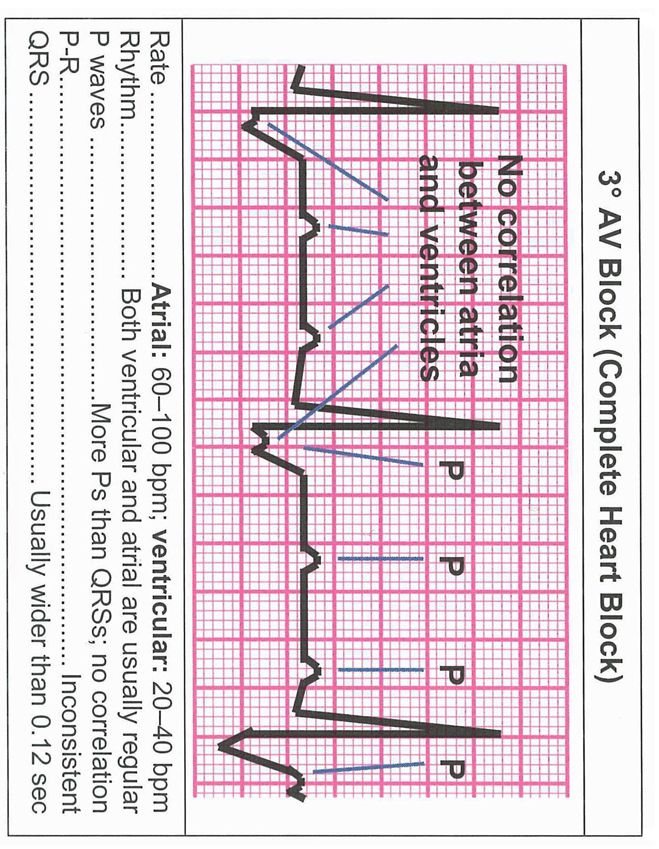 3° AV Block (Complete Heart Block)
No correlation
between atria
and ventricles
P P P P
Rate .................... Atrial: 60–100 bpm; ventricular: 20–40 bpm
Rhythm.................... Both ventricular and atrial are usually regular
P waves .............................. More Ps than QRSs; no correlation
P-R........................................................................ Inconsistent
QRS .................................................. Usually wider than 0.12 sec